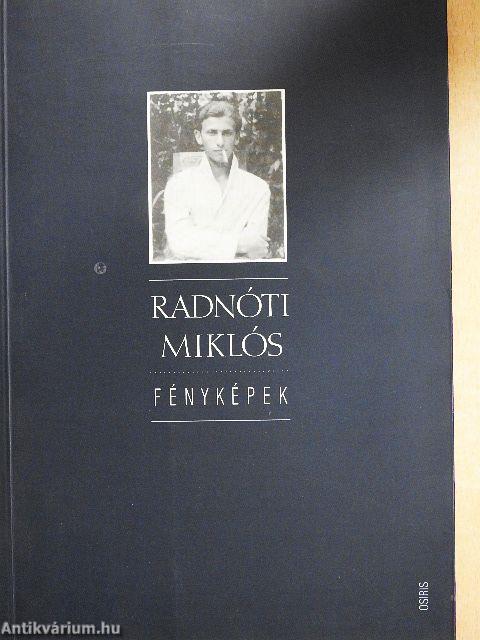 RADNÓTI
MIKLÓS
FÉNYKÉPEK
OSIRIS
Antikvárium.hu